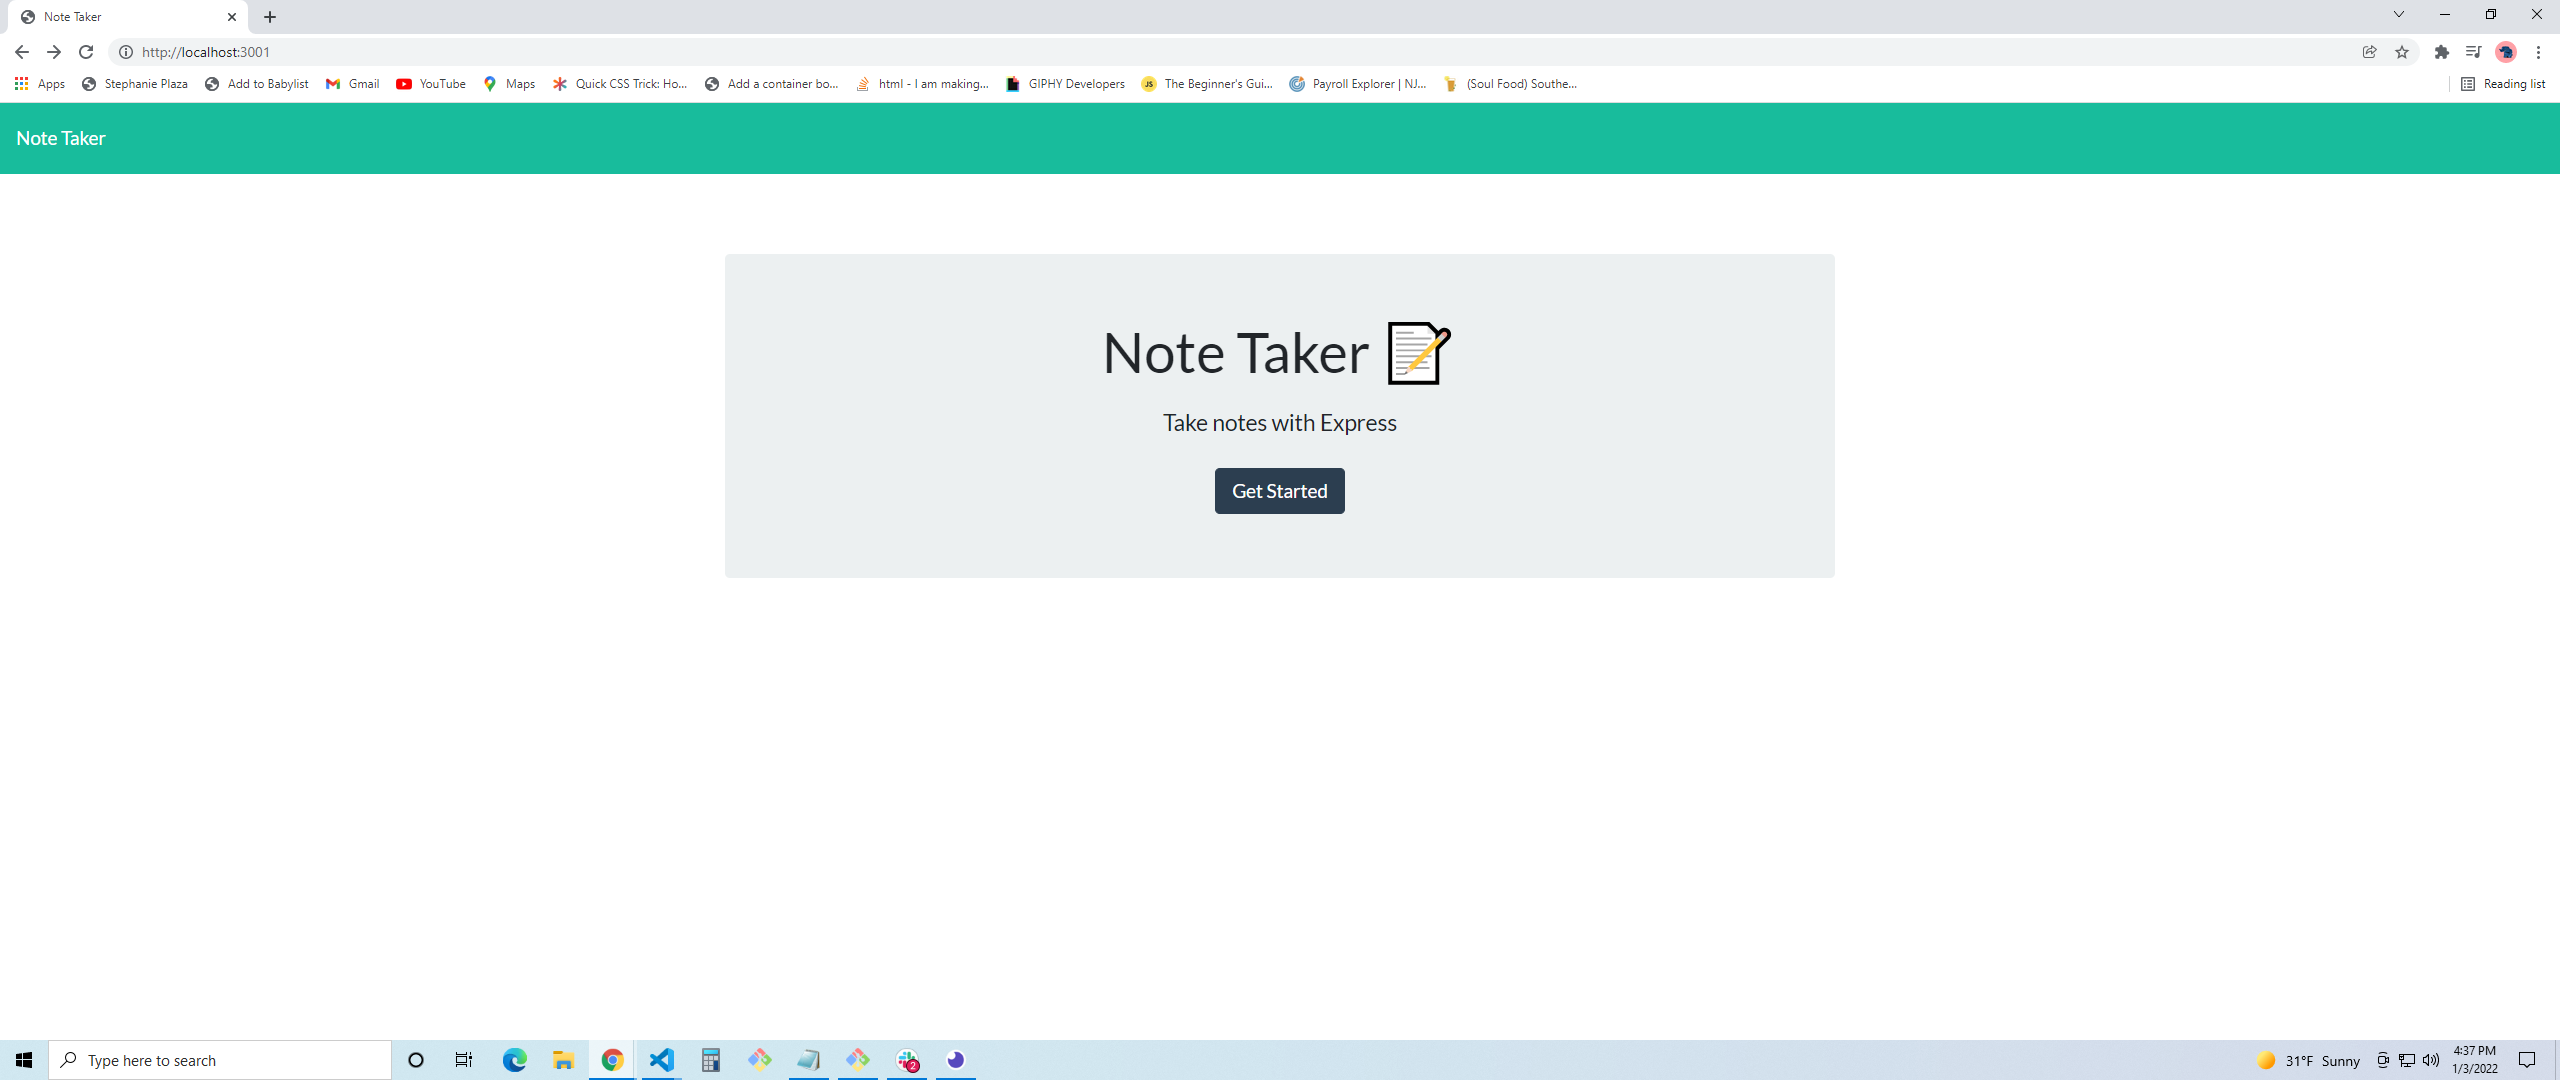 Note Taker
http://localhost:3001
Apps Stephanie Plaza Add to Babylist Gmail YouTube Maps Quick CSS Trick: Ho... Add a container bo... html - I am making... GIPHY Developers JS The Beginner's Gui... Payroll Explorer | NJ... (Soul Food) Southe... Reading list
Note Taker
Note Taker
Take notes with Express
Get Started
Type here to search
2
31°F Sunny
4:37 PM
1/3/2022